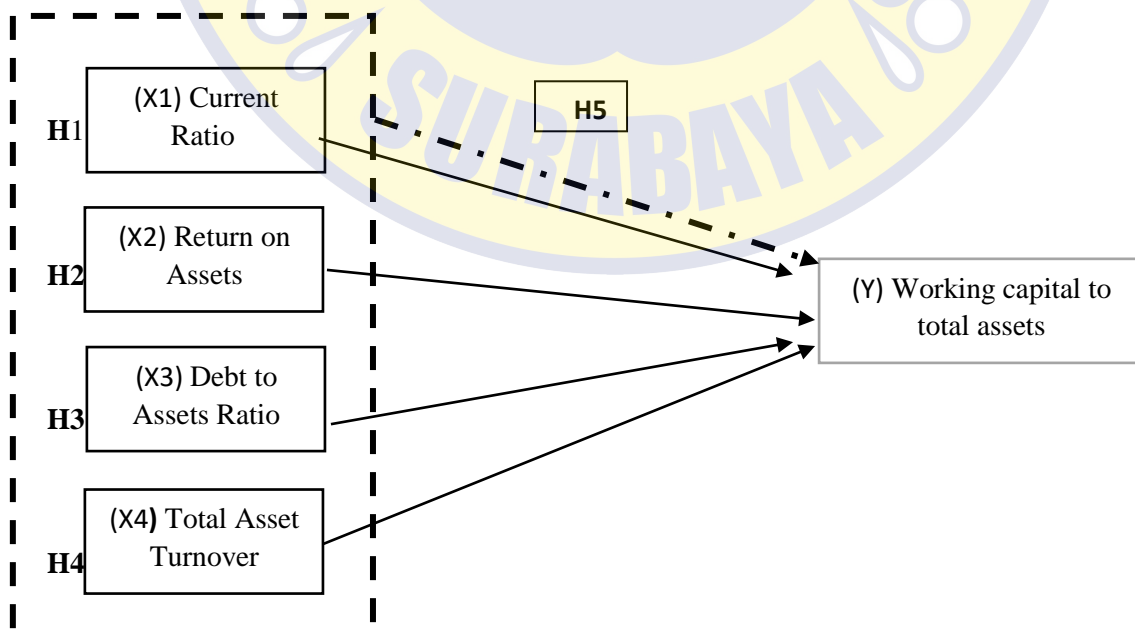 (X1) Current
Ratio
H1
H5
SURABAYA
(X2) Return on
Assets
H2
(Y) Working capital to
total assets
(X3) Debt to
Assets Ratio
H3
(X4) Total Asset
Turnover
H4